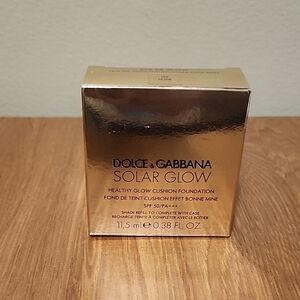 DOLCE & GABBANA
SOLAR GLOW
HEALTHY GLOW CUSHION FOUNDATION
FOND DE TEINT CUSHION EFFET BONNE MINE
SPF 50/PA+++
SHADE REFILL TO COMPLETE WITH CASE
RECHARGE TEINTE À COMPLÉTER AVEC LE BOÎTIER
11,5 ml ℮ 0.38 FL. OZ